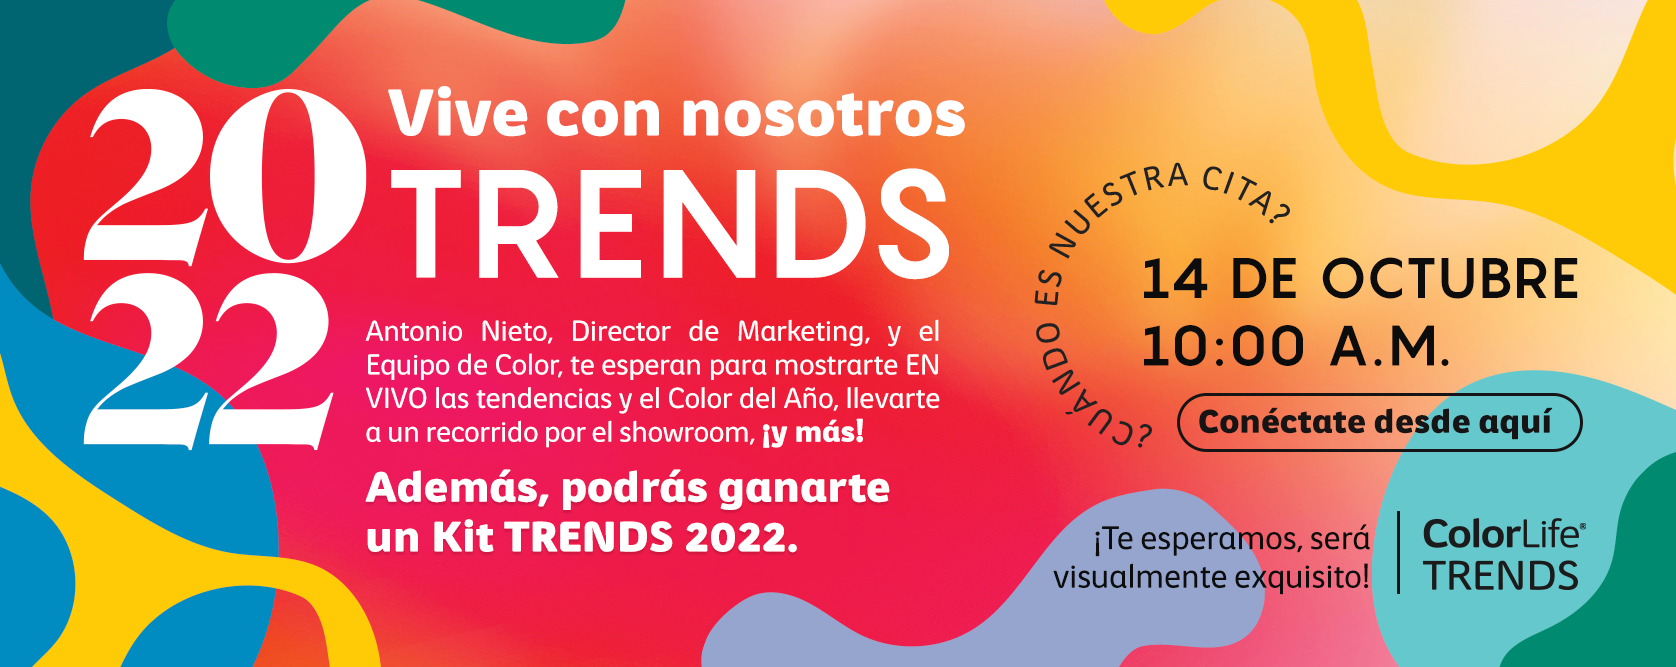 20
22
Vive con nosotros
TRENDS
Antonio Nieto, Director de Marketing, y el
Equipo de Color, te esperan para mostrarte EN
VIVO las tendencias y el Color del Año, llevarte
a un recorrido por el showroom, ¡y más!
Además, podrás ganarte
un Kit TRENDS 2022.
¿CUÁNDO ES NUESTRA CITA?
14 DE OCTUBRE
10:00 A.M.
Conéctate desde aquí
¡Te esperamos, será
visualmente exquisito!
ColorLife®
TRENDS